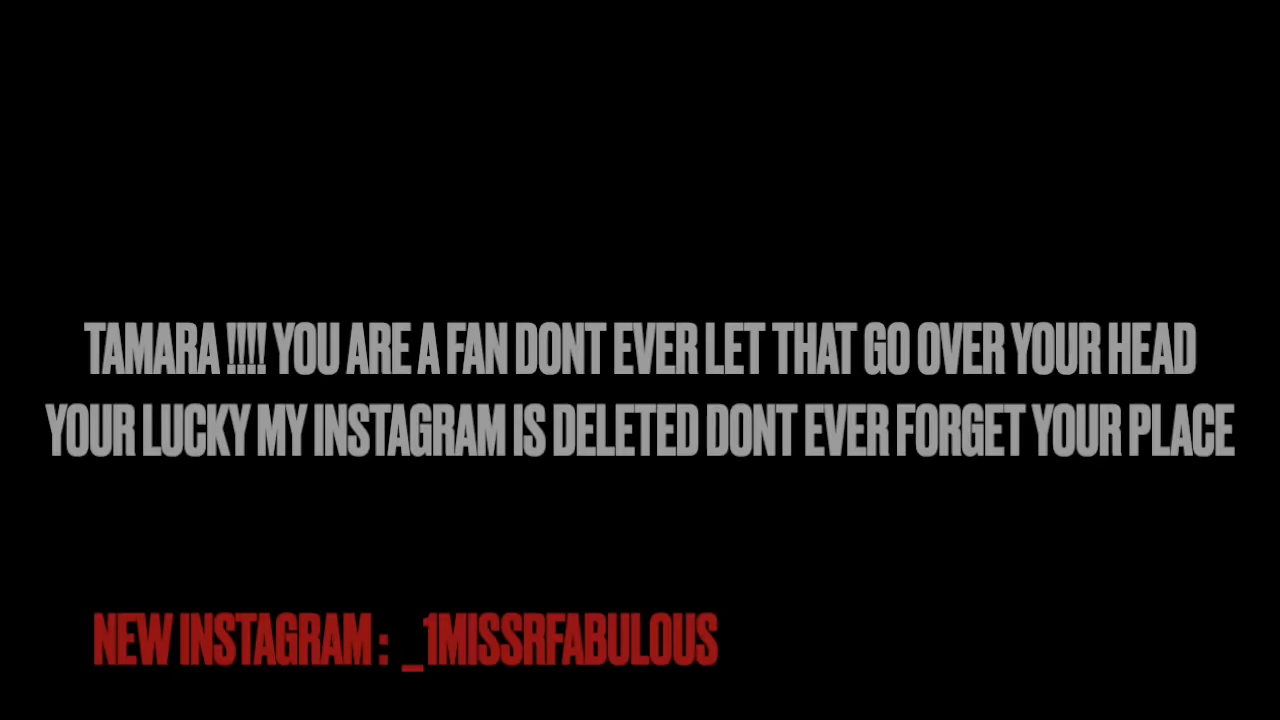 TAMARA !!!! YOU ARE A FAN DONT EVER LET THAT GO OVER YOUR HEAD
YOUR LUCKY MY INSTAGRAM IS DELETED DONT EVER FORGET YOUR PLACE
NEW INSTAGRAM : _1MISSRFABULOUS